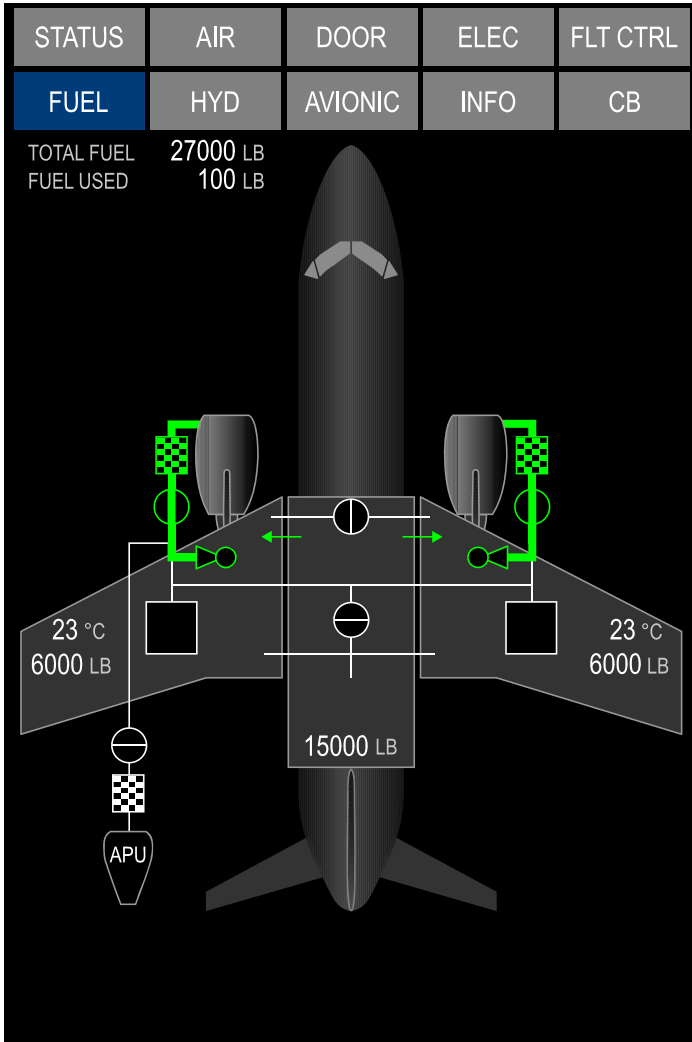 STATUS AIR DOOR ELEC FLT CTRL
FUEL HYD AVIONIC INFO CB
TOTAL FUEL 27000 LB
FUEL USED 100 LB
23 °C 23 °C
6000 LB 6000 LB
15000 LB
APU